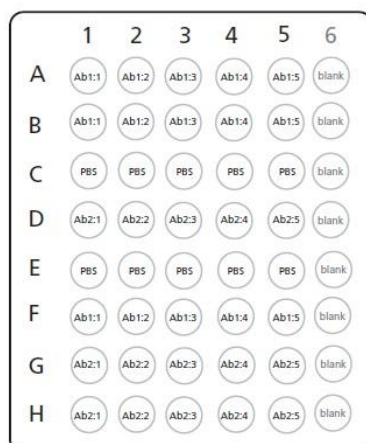 1 2 3 4 5 6
A Ab1:1 Ab1:2 Ab1:3 Ab1:4 Ab1:5 blank
B Ab1:1 Ab1:2 Ab1:3 Ab1:4 Ab1:5 blank
C PBS PBS PBS PBS PBS blank
D Ab2:1 Ab2:2 Ab2:3 Ab2:4 Ab2:5 blank
E PBS PBS PBS PBS PBS blank
F Ab1:1 Ab1:2 Ab1:3 Ab1:4 Ab1:5 blank
G Ab2:1 Ab2:2 Ab2:3 Ab2:4 Ab2:5 blank
H Ab2:1 Ab2:2 Ab2:3 Ab2:4 Ab2:5 blank